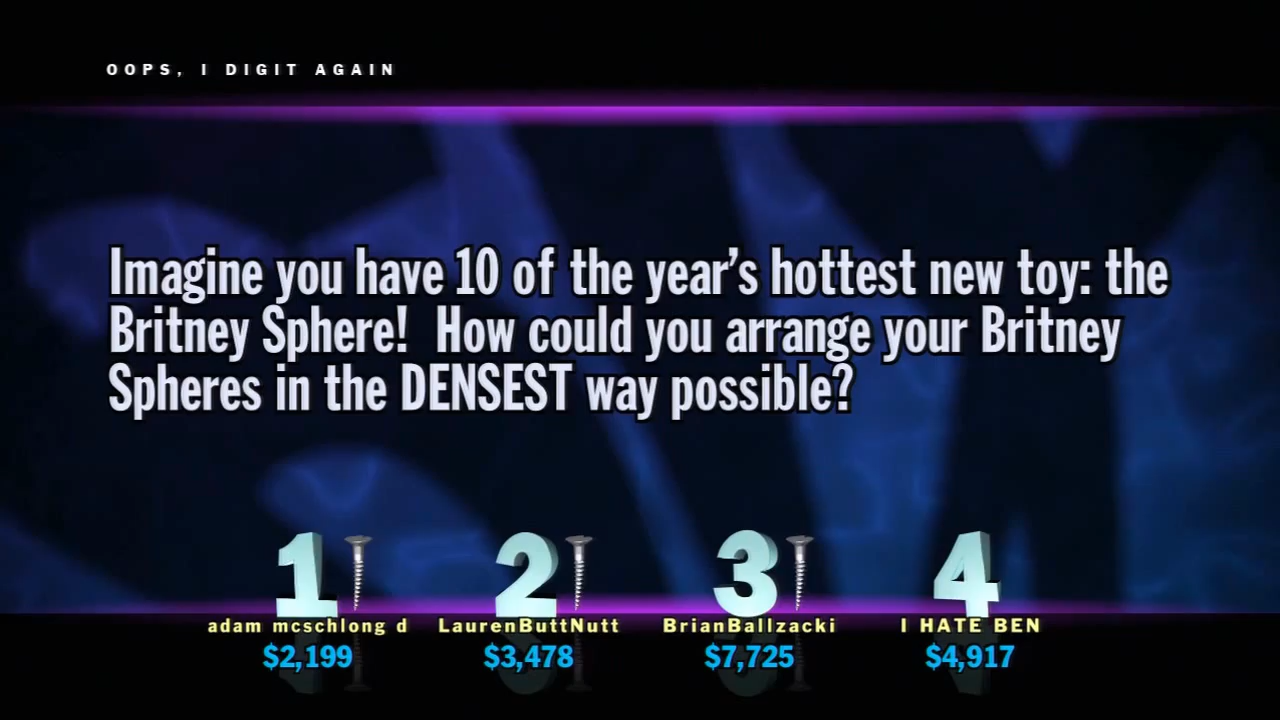 OOPS, I DIGIT AGAIN
Imagine you have 10 of the year's hottest new toy: the
Britney Sphere! How could you arrange your Britney
Spheres in the DENSEST way possible?
1 2 3 4
adam mcschlong d LaurenButtNutt BrianBallzacki I HATE BEN
$2,199 $3,478 $7,725 $4,917